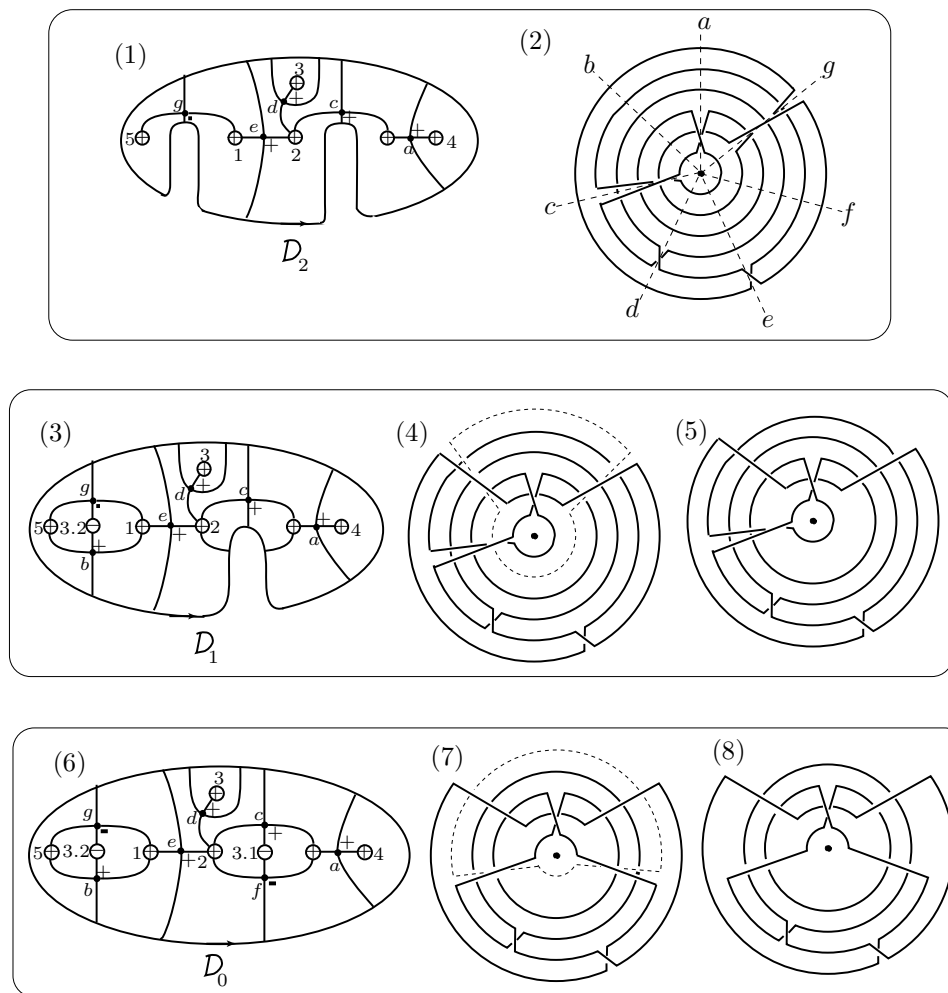 (1)
3
d
+
g
c
+
e
+
a
+
5
1
2
4
D₂
(2)
a
b
g
c
f
d
e
(3)
3
+
d
g
c
+
5
3.2
1
e
+
2
a
+
4
b
+
D₁
(4)
(5)
(6)
3
d
+
g
-
c
+
5
3.2
1
e
+
2
3.1
a
+
4
b
+
f
-
D₀
(7)
(8)